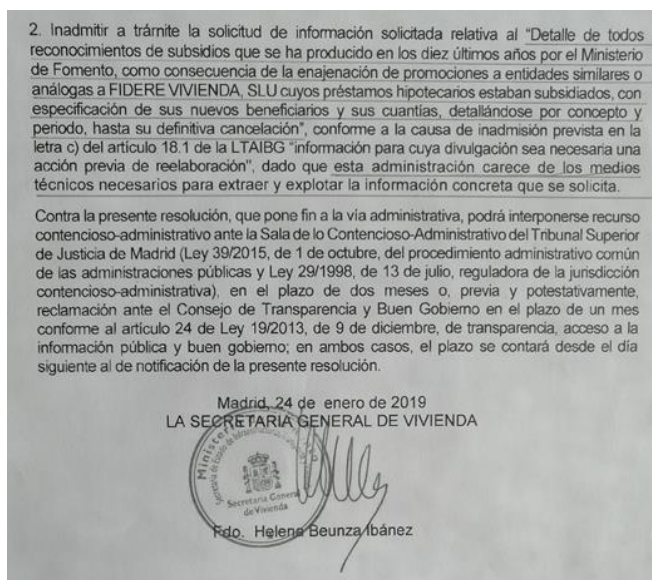 2. Inadmitir a trámite la solicitud de información solicitada relativa al "Detalle de todos
reconocimientos de subsidios que se ha producido en los diez últimos años por el Ministerio
de Fomento, como consecuencia de la enajenación de promociones a entidades similares o
análogas a FIDERE VIVIENDA, SLU cuyos préstamos hipotecarios estaban subsidiados, con
especificación de sus nuevos beneficiarios y sus cuantías, detallándose por concepto y
periodo, hasta su definitiva cancelación", conforme a la causa de inadmisión prevista en la
letra c) del artículo 18.1 de la LTAIBG "información para cuya divulgación sea necesaria una
acción previa de reelaboración", dado que esta administración carece de los medios
técnicos necesarios para extraer y explotar la información concreta que se solicita.
Contra la presente resolución, que pone fin a la vía administrativa, podrá interponerse recurso
contencioso-administrativo ante la Sala de lo Contencioso-Administrativo del Tribunal Superior
de Justicia de Madrid (Ley 39/2015, de 1 de octubre, del procedimiento administrativo común
de las administraciones públicas y Ley 29/1998, de 13 de julio, reguladora de la jurisdicción
contencioso-administrativa), en el plazo de dos meses o, previa y potestativamente,
reclamación ante el Consejo de Transparencia y Buen Gobierno en el plazo de un mes
conforme al artículo 24 de Ley 19/2013, de 9 de diciembre, de transparencia, acceso a la
información pública y buen gobierno; en ambos casos, el plazo se contará desde el día
siguiente al de notificación de la presente resolución.
Madrid, 24 de enero de 2019
LA SECRETARIA GENERAL DE VIVIENDA
Secretaría General
de Vivienda
Fdo. Helena Beunza Ibánez